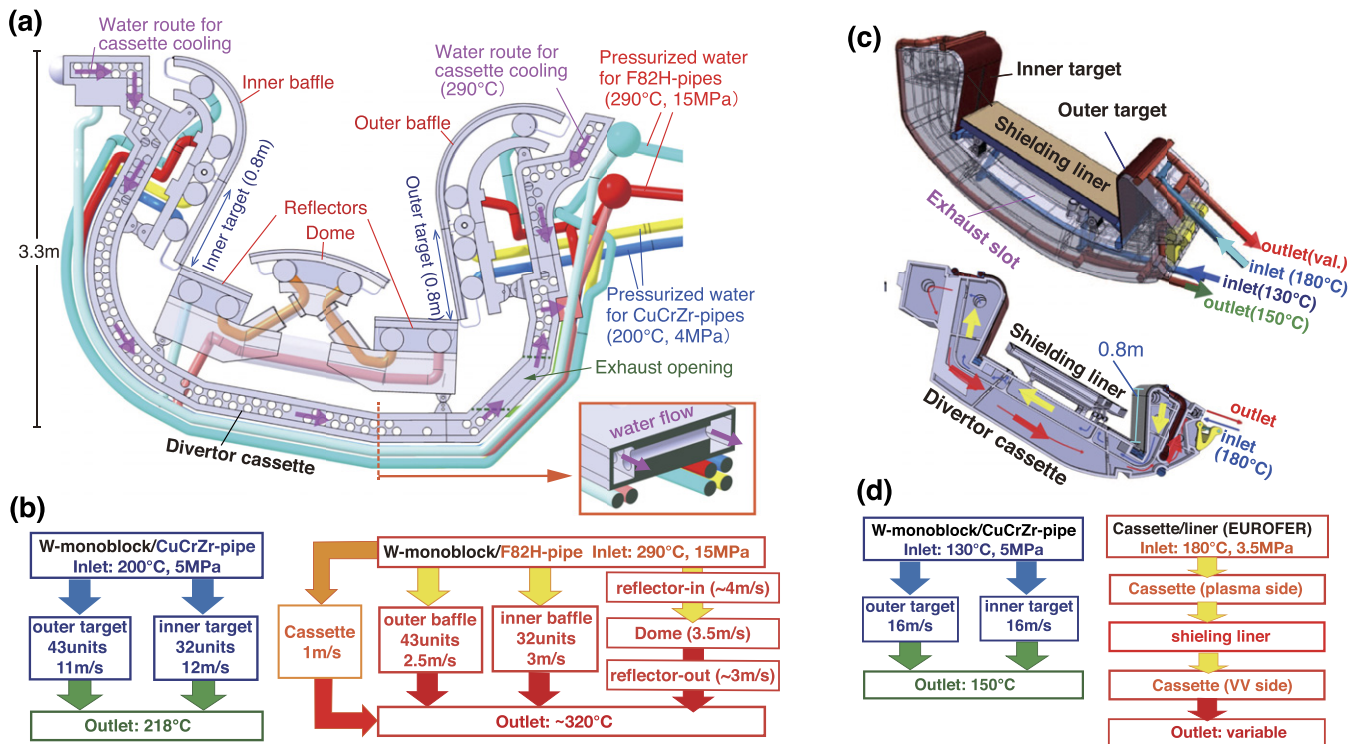 (a)
Water route for
cassette cooling
Inner baffle
Outer baffle
Water route for
cassette cooling
(290°C)
Pressurized water
for F82H-pipes
(290°C, 15MPa)
3.3m
Inner target (0.8m)
Reflectors
Dome
Outer target (0.8m)
Pressurized water
for CuCrZr-pipes
(200°C, 4MPa)
Exhaust opening
Divertor cassette
water flow
(b)
W-monoblock/CuCrZr-pipe
Inlet: 200°C, 5MPa
outer target
43units
11m/s
inner target
32units
12m/s
Outlet: 218°C
W-monoblock/F82H-pipe Inlet: 290°C, 15MPa
Cassette
1m/s
outer baffle
43units
2.5m/s
inner baffle
32units
3m/s
reflector-in (~4m/s)
Dome (3.5m/s)
reflector-out (~3m/s)
Outlet: ~320°C
(c)
Inner target
Outer target
Shielding liner
Exhaust slot
outlet(val.)
inlet (180°C)
inlet(130°C)
outlet(150°C)
Shielding liner
0.8m
Divertor cassette
outlet
inlet
(180°C)
(d)
W-monoblock/CuCrZr-pipe
Inlet: 130°C, 5MPa
outer target
16m/s
inner target
16m/s
Outlet: 150°C
Cassette/liner (EUROFER)
Inlet: 180°C, 3.5MPa
Cassette (plasma side)
shieling liner
Cassette (VV side)
Outlet: variable